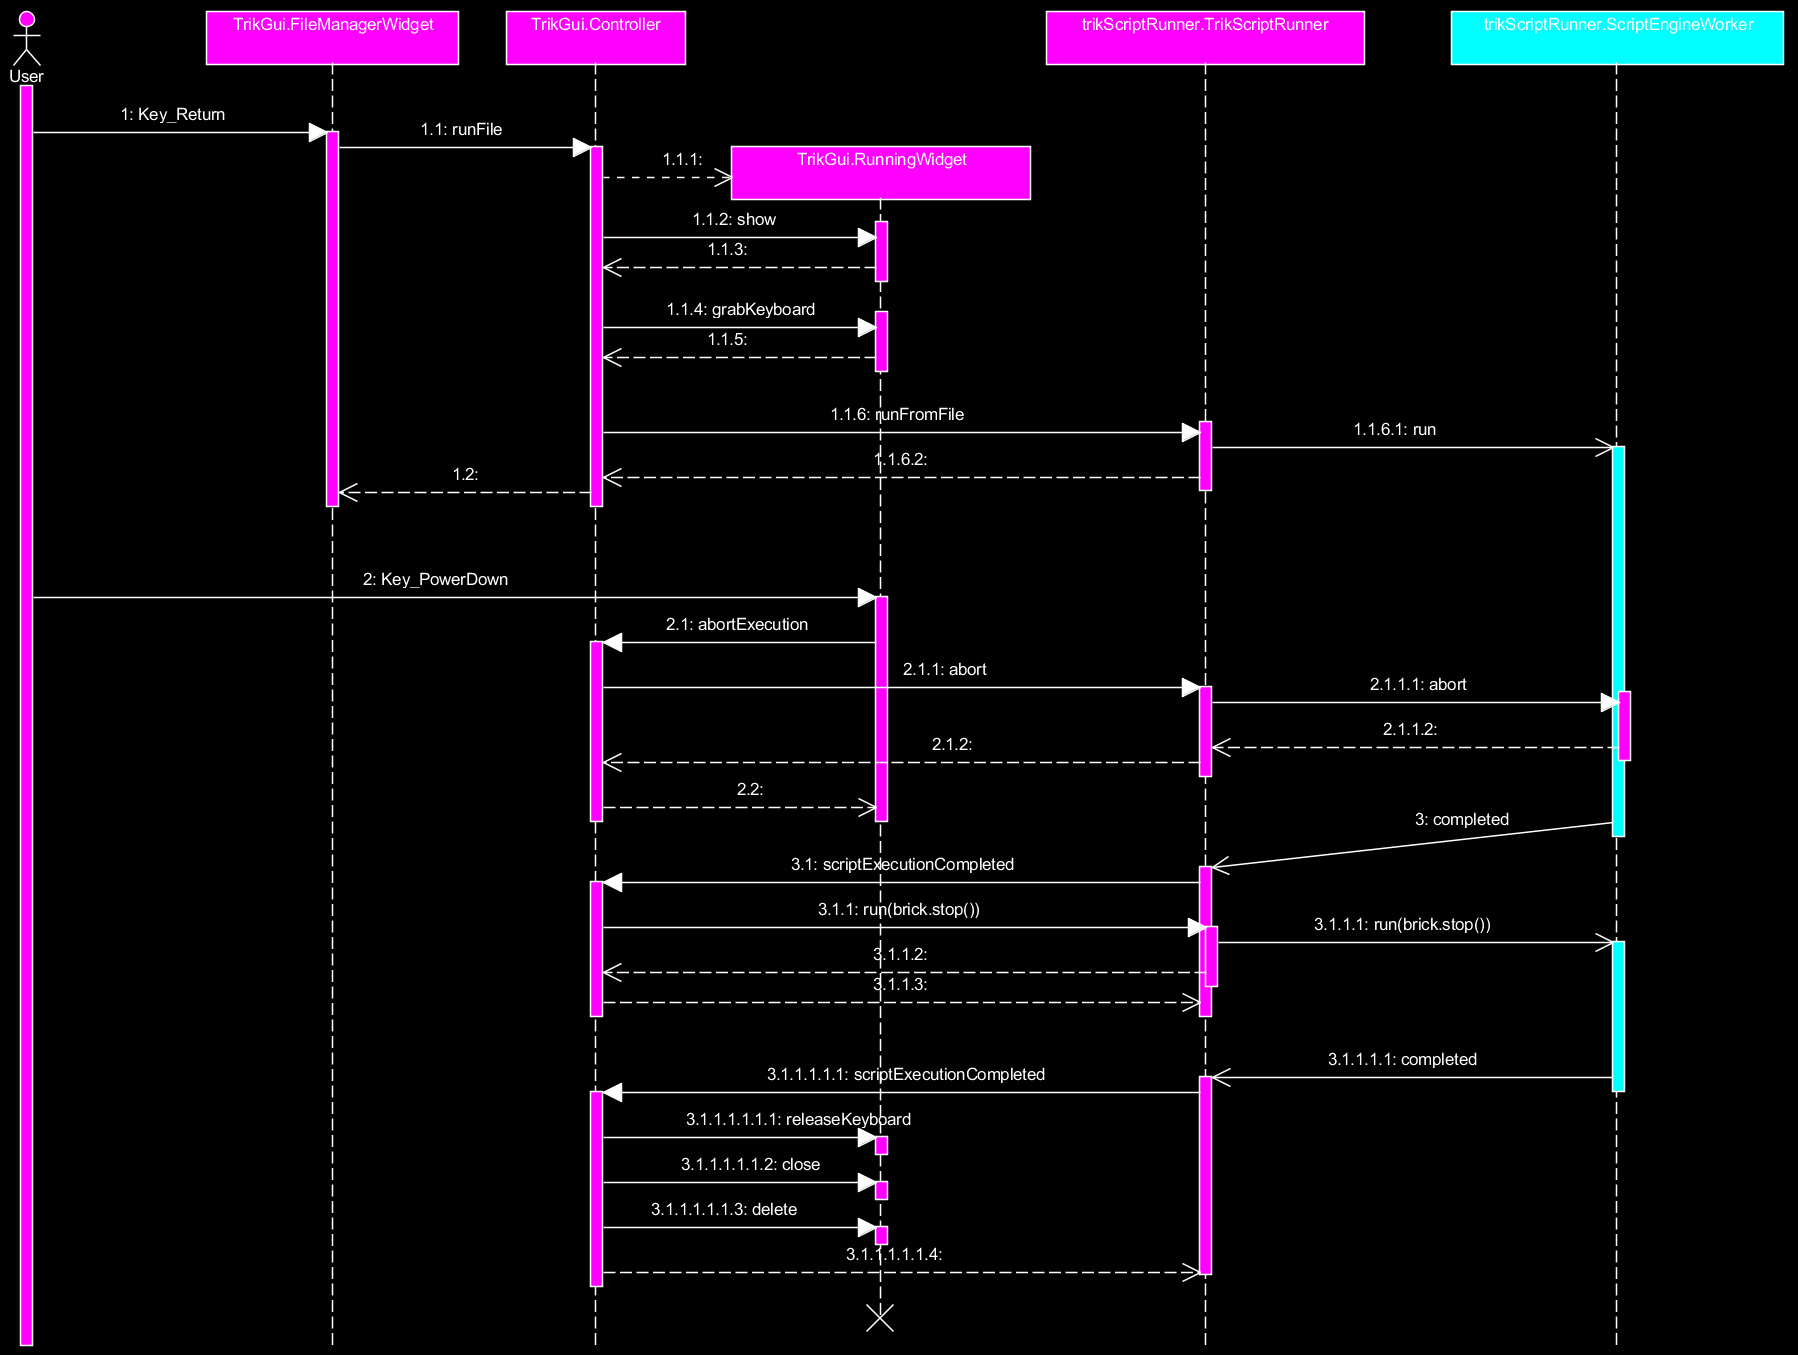 TrikGui.FileManagerWidget
TrikGui.Controller
trikScriptRunner.TrikScriptRunner
trikScriptRunner.ScriptEngineWorker
User
1: Key_Return
1.1: runFile
1.1.1:
TrikGui.RunningWidget
1.1.2: show
1.1.3:
1.1.4: grabKeyboard
1.1.5:
1.1.6: runFromFile
1.1.6.1: run
1.1.6.2:
1.2:
2: Key_PowerDown
2.1: abortExecution
2.1.1: abort
2.1.1.1: abort
2.1.1.2:
2.1.2:
2.2:
3: completed
3.1: scriptExecutionCompleted
3.1.1: run(brick.stop())
3.1.1.1: run(brick.stop())
3.1.1.2:
3.1.1.3:
3.1.1.1.1: completed
3.1.1.1.1.1: scriptExecutionCompleted
3.1.1.1.1.1.1: releaseKeyboard
3.1.1.1.1.1.2: close
3.1.1.1.1.1.3: delete
3.1.1.1.1.1.4: